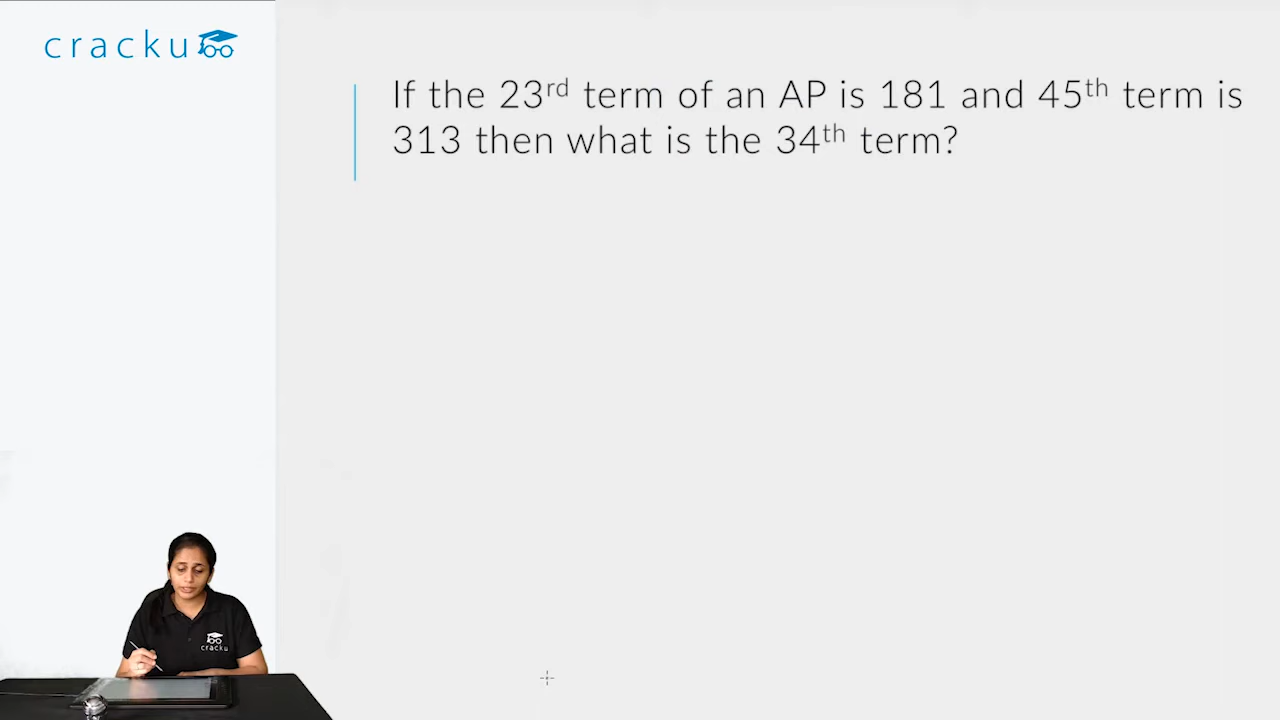 cracku
If the 23rd term of an AP is 181 and 45th term is
313 then what is the 34th term?
cracku